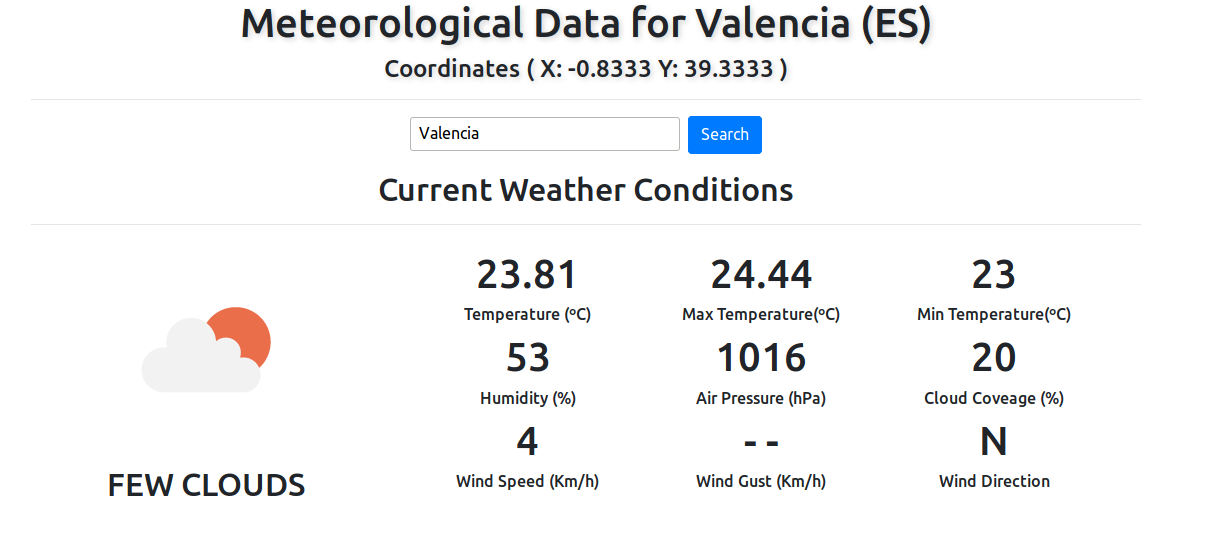 Meteorological Data for Valencia (ES)
Coordinates ( X: -0.8333 Y: 39.3333 )
Valencia Search
Current Weather Conditions
23.81 24.44 23
Temperature (ºC) Max Temperature(ºC) Min Temperature(ºC)
53 1016 20
Humidity (%) Air Pressure (hPa) Cloud Coveage (%)
4 - - N
Wind Speed (Km/h) Wind Gust (Km/h) Wind Direction
FEW CLOUDS